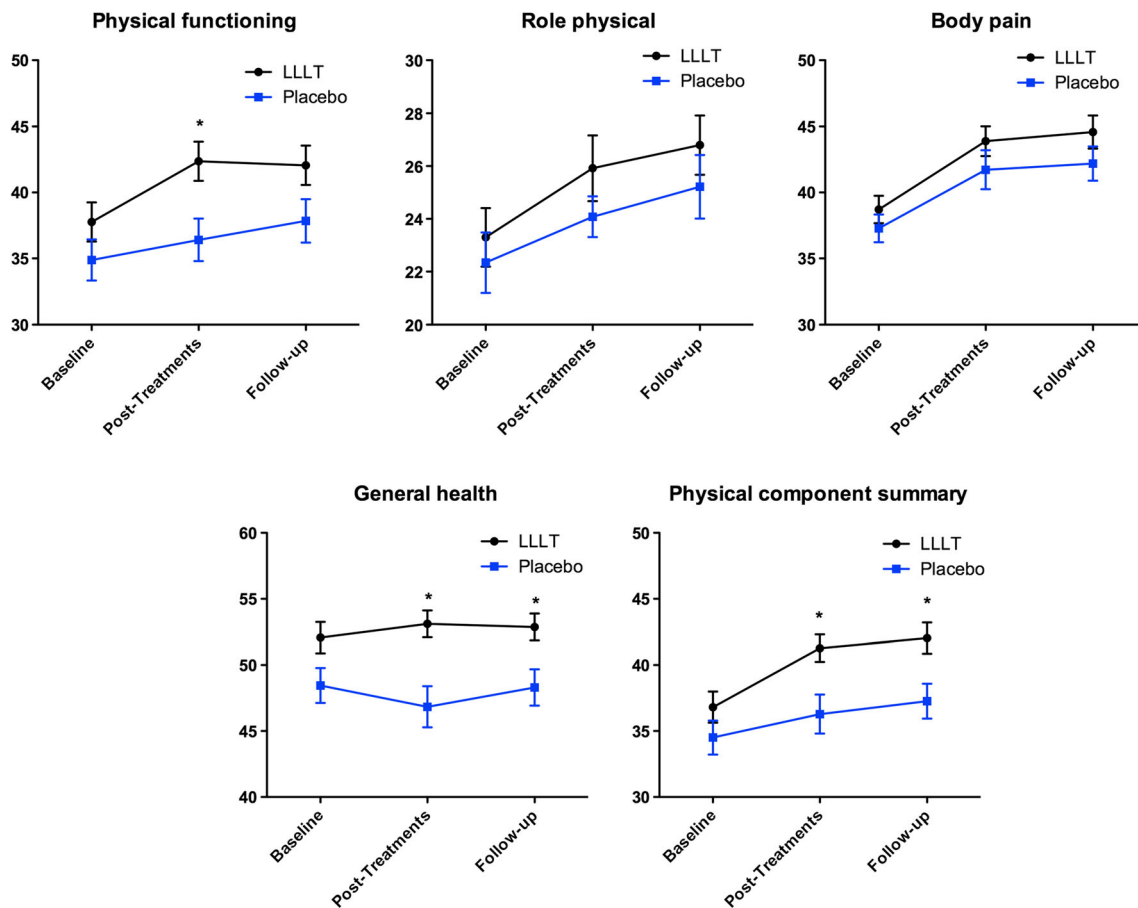 Physical functioning
50
45
40
35
30
LLLT
Placebo
*
Baseline
Post-Treatments
Follow-up
Role physical
30
28
26
24
22
20
LLLT
Placebo
Baseline
Post-Treatments
Follow-up
Body pain
50
45
40
35
30
LLLT
Placebo
Baseline
Post-Treatments
Follow-up
General health
60
55
50
45
40
LLLT
Placebo
*
*
Baseline
Post-Treatments
Follow-up
Physical component summary
50
45
40
35
30
LLLT
Placebo
*
*
Baseline
Post-Treatments
Follow-up